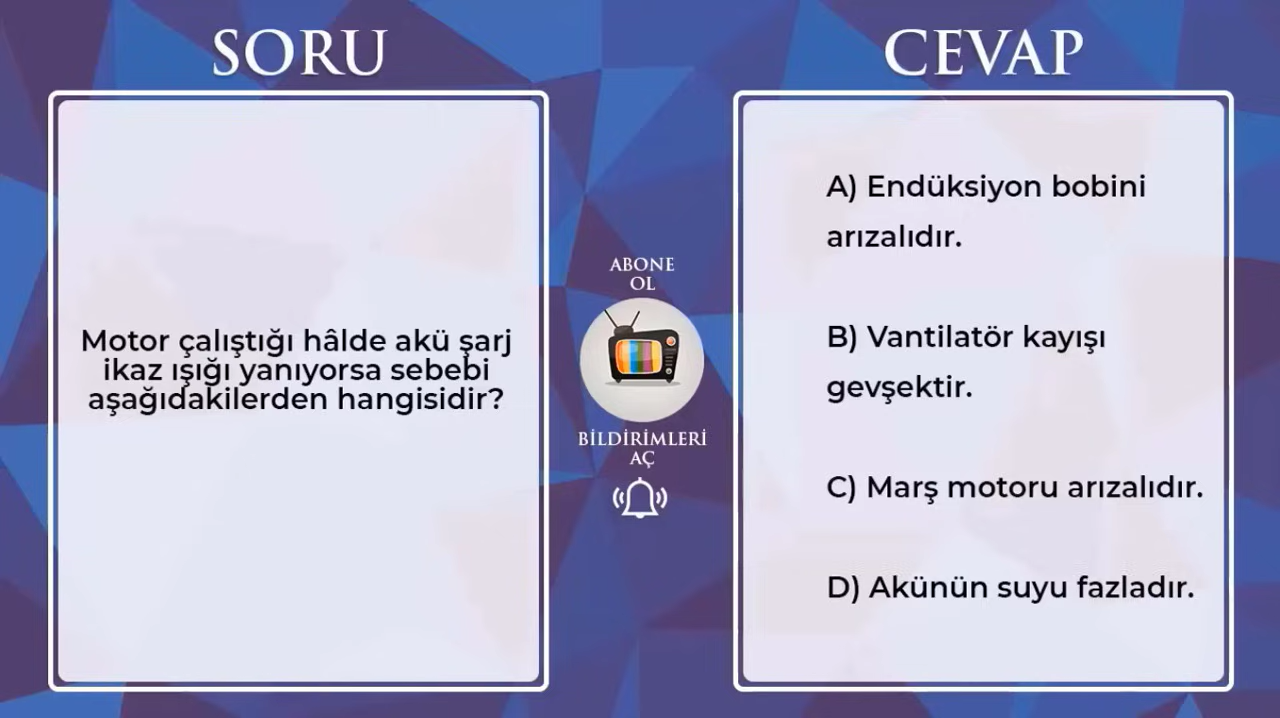 SORU
Motor çalıştığı hâlde akü şarj
ikaz ışığı yanıyorsa sebebi
aşağıdakilerden hangisidir?
ABONE
OL
BİLDİRİMLERİ
AÇ
CEVAP
A) Endüksiyon bobini
arızalıdır.
B) Vantilatör kayışı
gevşektir.
C) Marş motoru arızalıdır.
D) Akünün suyu fazladır.